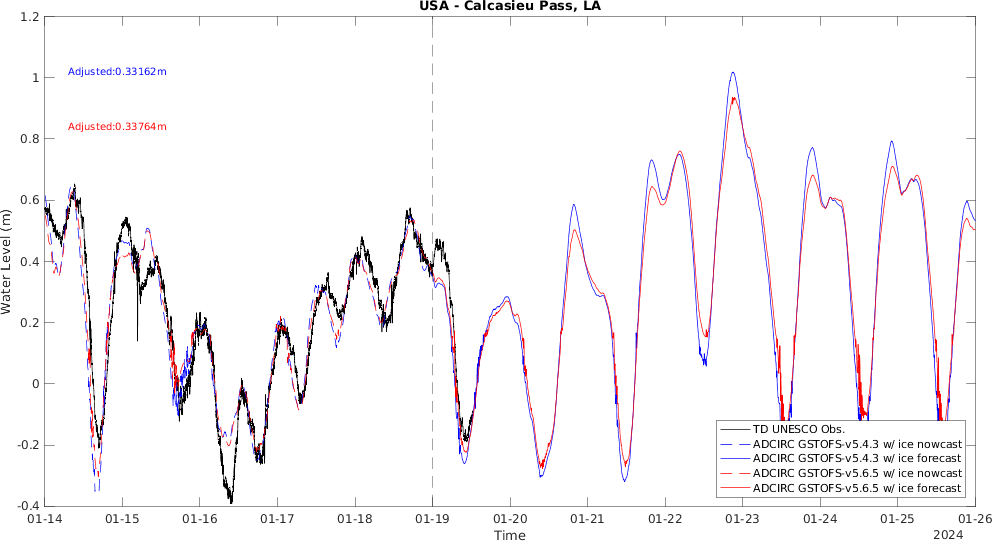 USA - Calcasieu Pass, LA
1.2
1
0.8
0.6
0.4
0.2
0
-0.2
-0.4
Water Level (m)
Adjusted:0.33162m
Adjusted:0.33764m
TD UNESCO Obs.
ADCIRC GSTOFS-v5.4.3 w/ ice nowcast
ADCIRC GSTOFS-v5.4.3 w/ ice forecast
ADCIRC GSTOFS-v5.6.5 w/ ice nowcast
ADCIRC GSTOFS-v5.6.5 w/ ice forecast
01-14 01-15 01-16 01-17 01-18 01-19 01-20 01-21 01-22 01-23 01-24 01-25 01-26
Time
2024